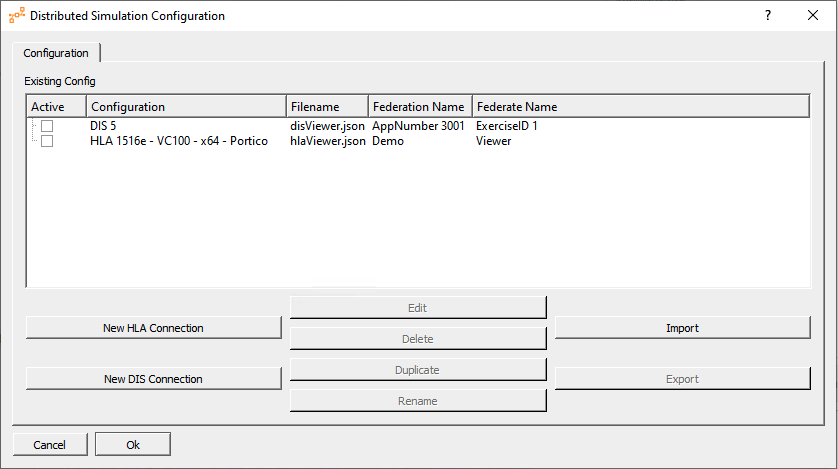 Distributed Simulation Configuration ?
Configuration
Existing Config
Active Configuration Filename Federation Name Federate Name
DIS 5 disViewer.json AppNumber 3001 ExerciseID 1
HLA 1516e - VC100 - x64 - Portico hlaViewer.json Demo Viewer
Edit
New HLA Connection Import
Delete
Duplicate
New DIS Connection Export
Rename
Cancel Ok